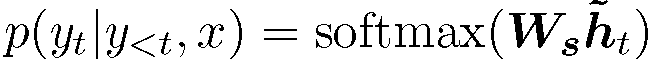 p(y_t|y_{<t}, x) = softmax(W_s h̃_t)